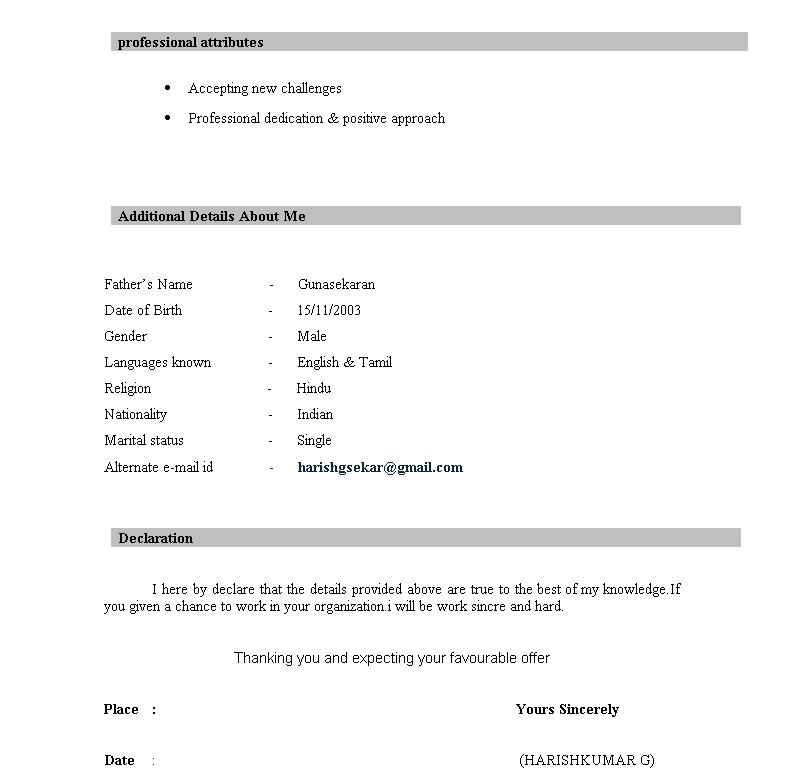 professional attributes
• Accepting new challenges
• Professional dedication & positive approach
Additional Details About Me
Father's Name - Gunasekaran
Date of Birth - 15/11/2003
Gender - Male
Languages known - English & Tamil
Religion - Hindu
Nationality - Indian
Marital status - Single
Alternate e-mail id - harishgsekar@gmail.com
Declaration
I here by declare that the details provided above are true to the best of my knowledge.If
you given a chance to work in your organization.i will be work sincre and hard.
Thanking you and expecting your favourable offer
Place : Yours Sincerely
Date : (HARISHKUMAR G)